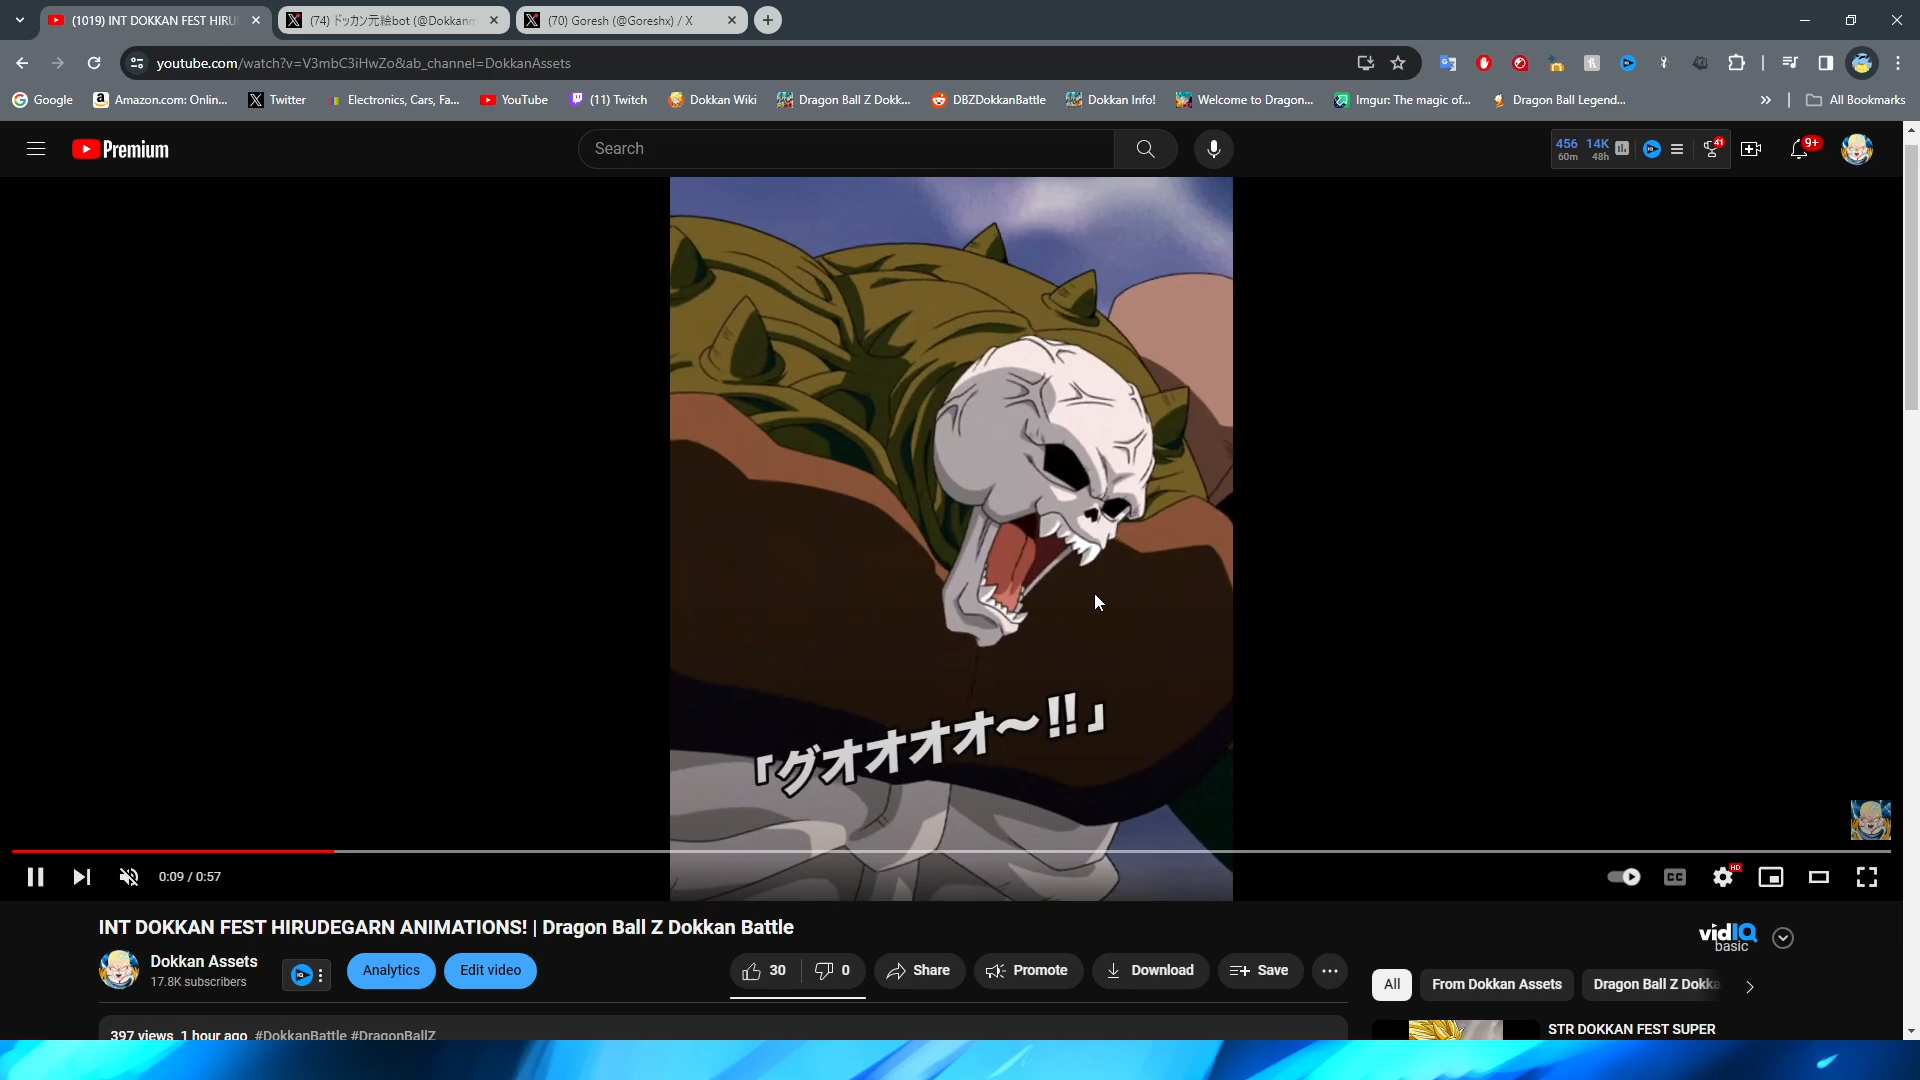 (1019) INT DOKKAN FEST HIRU
(74) ドッカン元絵bot (@Dokkanm
(70) Goresh (@Goreshx) / X
youtube.com/watch?v=V3mbC3iHwZo&ab_channel=DokkanAssets
Google
Amazon.com: Onlin...
Twitter
Electronics, Cars, Fa...
YouTube
(11) Twitch
Dokkan Wiki
Dragon Ball Z Dokk...
DBZDokkanBattle
Dokkan Info!
Welcome to Dragon...
Imgur: The magic of...
Dragon Ball Legend...
All Bookmarks
Premium
Search
456 14K
60m 48h
41
9+
「グオオオオ〜!!」
0:09 / 0:57
CC
HD
INT DOKKAN FEST HIRUDEGARN ANIMATIONS! | Dragon Ball Z Dokkan Battle
vidIQ
basic
Dokkan Assets
17.8K subscribers
Analytics
Edit video
30
0
Share
Promote
Download
Save
All
From Dokkan Assets
Dragon Ball Z Dokka
397 views 1 hour ago #DokkanBattle #DragonBallZ
STR DOKKAN FEST SUPER